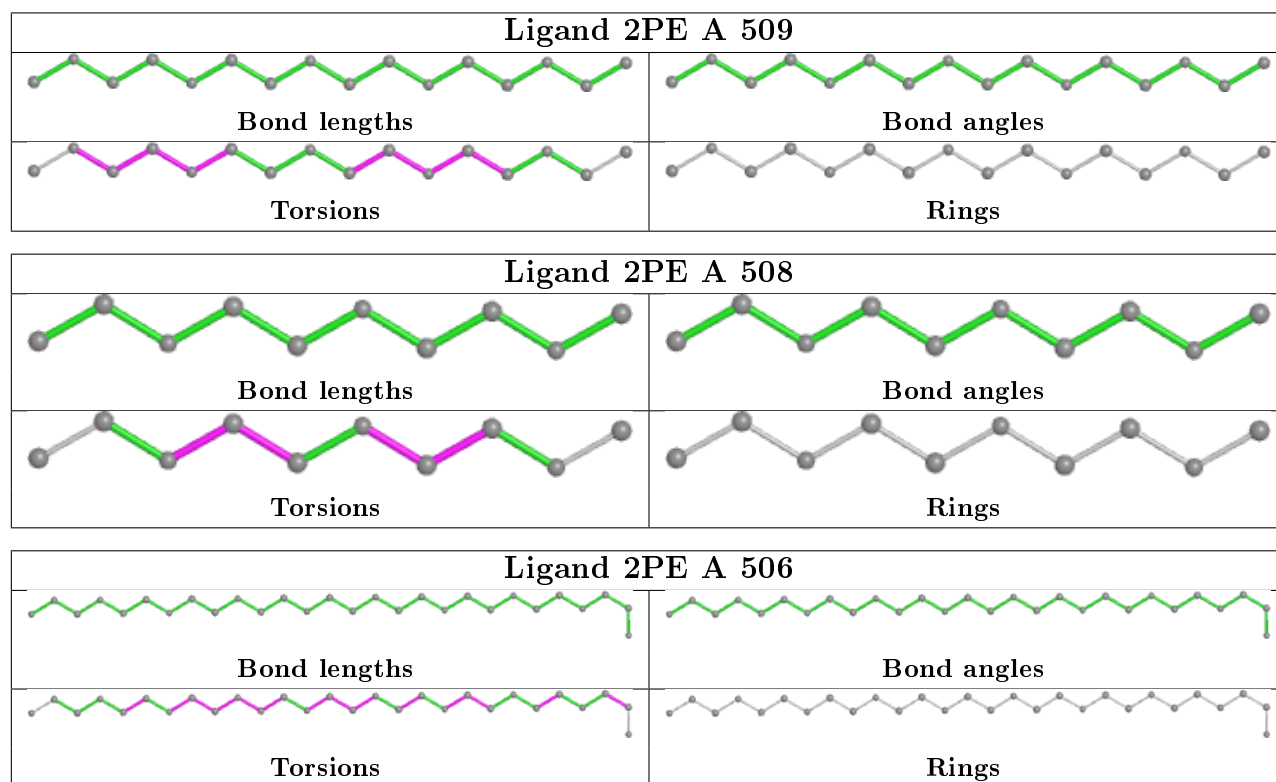 Ligand 2PE A 509
Bond lengths Bond angles
Torsions Rings
Ligand 2PE A 508
Bond lengths Bond angles
Torsions Rings
Ligand 2PE A 506
Bond lengths Bond angles
Torsions Rings